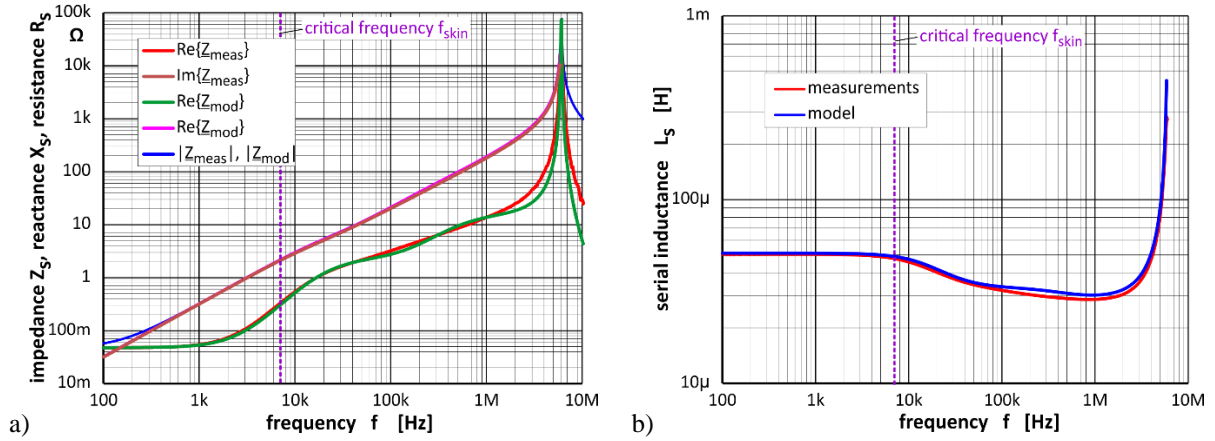 impedance Z_S, reactance X_S, resistance R_S
100k
Ω
10k
1k
100
10
1
100m
10m
critical frequency f_skin
Re{Z_meas}
Im{Z_meas}
Re{Z_mod}
Re{Z_mod}
|Z_meas|, |Z_mod|
100
1k
10k
100k
1M
10M
frequency f [Hz]
a)
serial inductance L_S [H]
1m
100µ
10µ
critical frequency f_skin
measurements
model
100
1k
10k
100k
1M
10M
frequency f [Hz]
b)